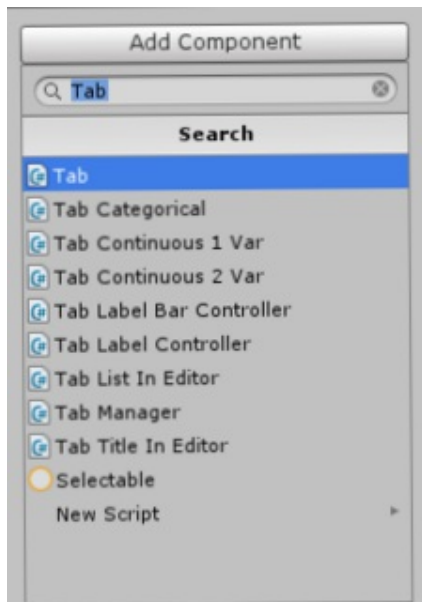 Add Component
Tab
Search
Tab
Tab Categorical
Tab Continuous 1 Var
Tab Continuous 2 Var
Tab Label Bar Controller
Tab Label Controller
Tab List In Editor
Tab Manager
Tab Title In Editor
Selectable
New Script